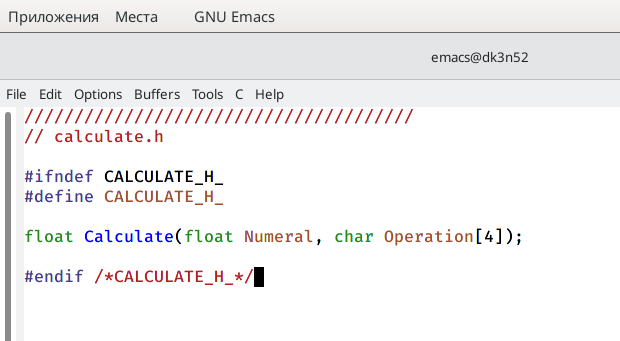 Приложения Места GNU Emacs
emacs@dk3n52
File Edit Options Buffers Tools C Help
///////////////////////////////////////
// calculate.h
#ifndef CALCULATE_H_
#define CALCULATE_H_
float Calculate(float Numeral, char Operation[4]);
#endif /*CALCULATE_H_*/